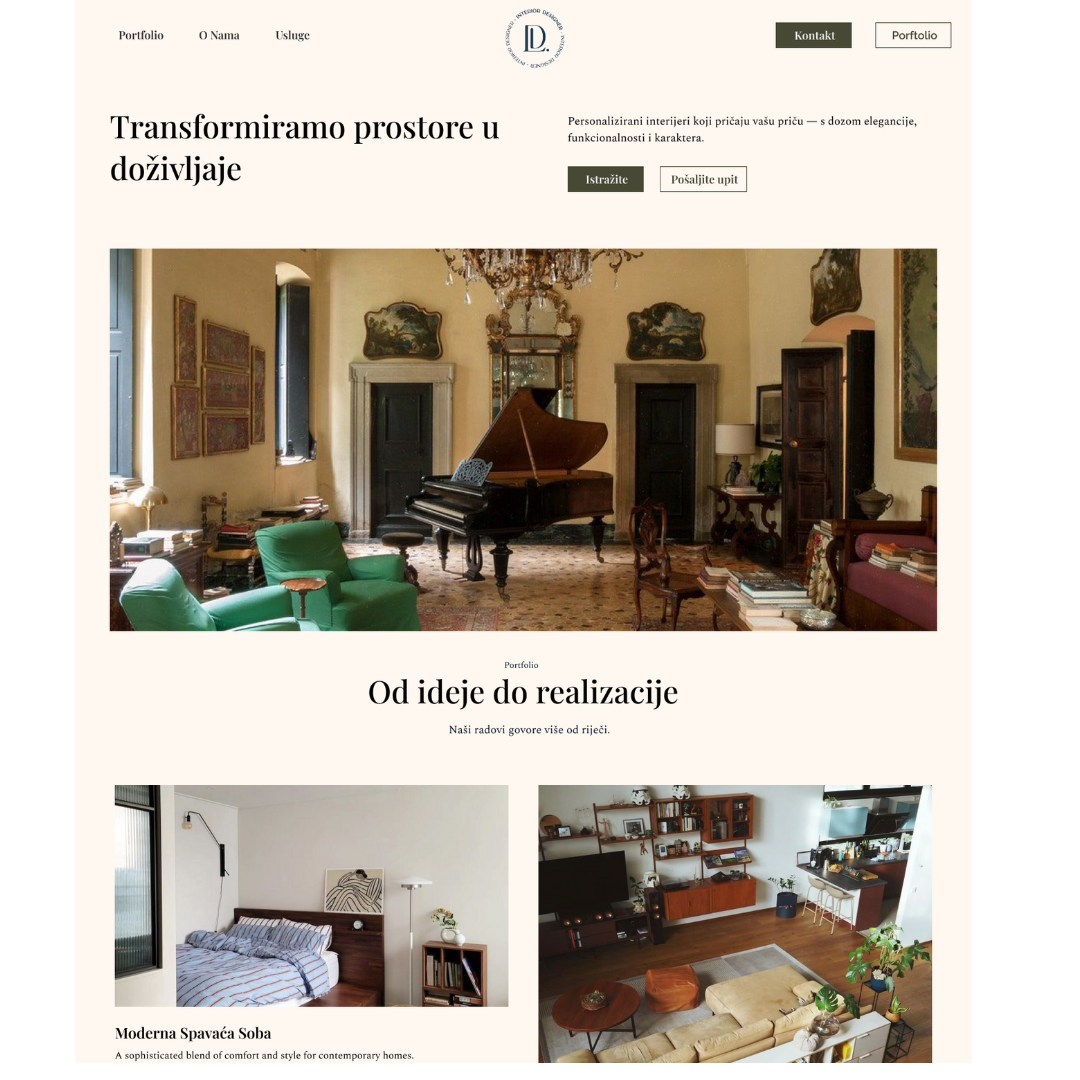 Portfolio
O Nama
Usluge
INTERIOR DESIGNER · INTERIOR DESIGNER · INTERIOR DESIGNER ·
LD.
Kontakt
Porftolio
Transformiramo prostore u
doživljaje
Personalizirani interijeri koji pričaju vašu priču — s dozom elegancije,
funkcionalnosti i karaktera.
Istražite
Pošaljite upit
Portfolio
Od ideje do realizacije
Naši radovi govore više od riječi.
Moderna Spavaća Soba
A sophisticated blend of comfort and style for contemporary homes.